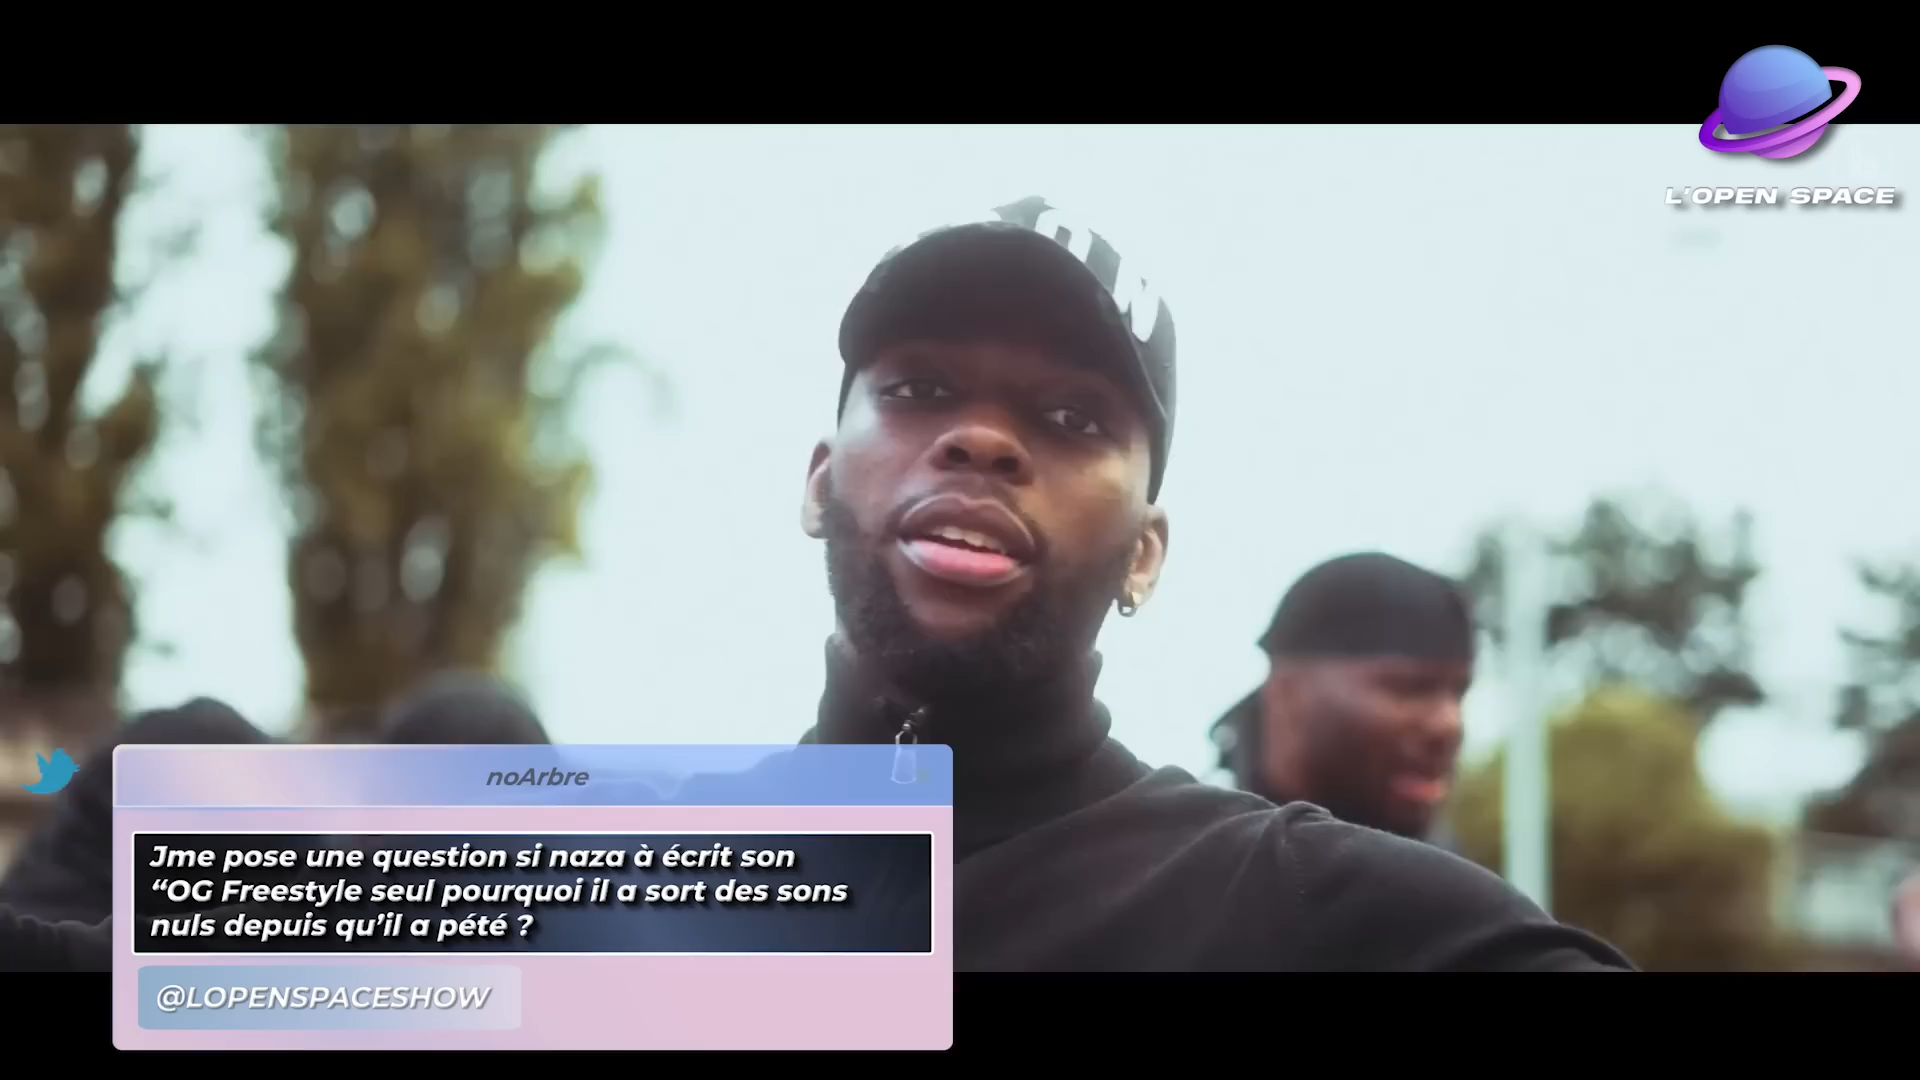 L'OPEN SPACE
noArbre
Jme pose une question si naza à écrit son
“OG Freestyle seul pourquoi il a sort des sons
nuls depuis qu’il a pété ?
@LOPENSPACESHOW